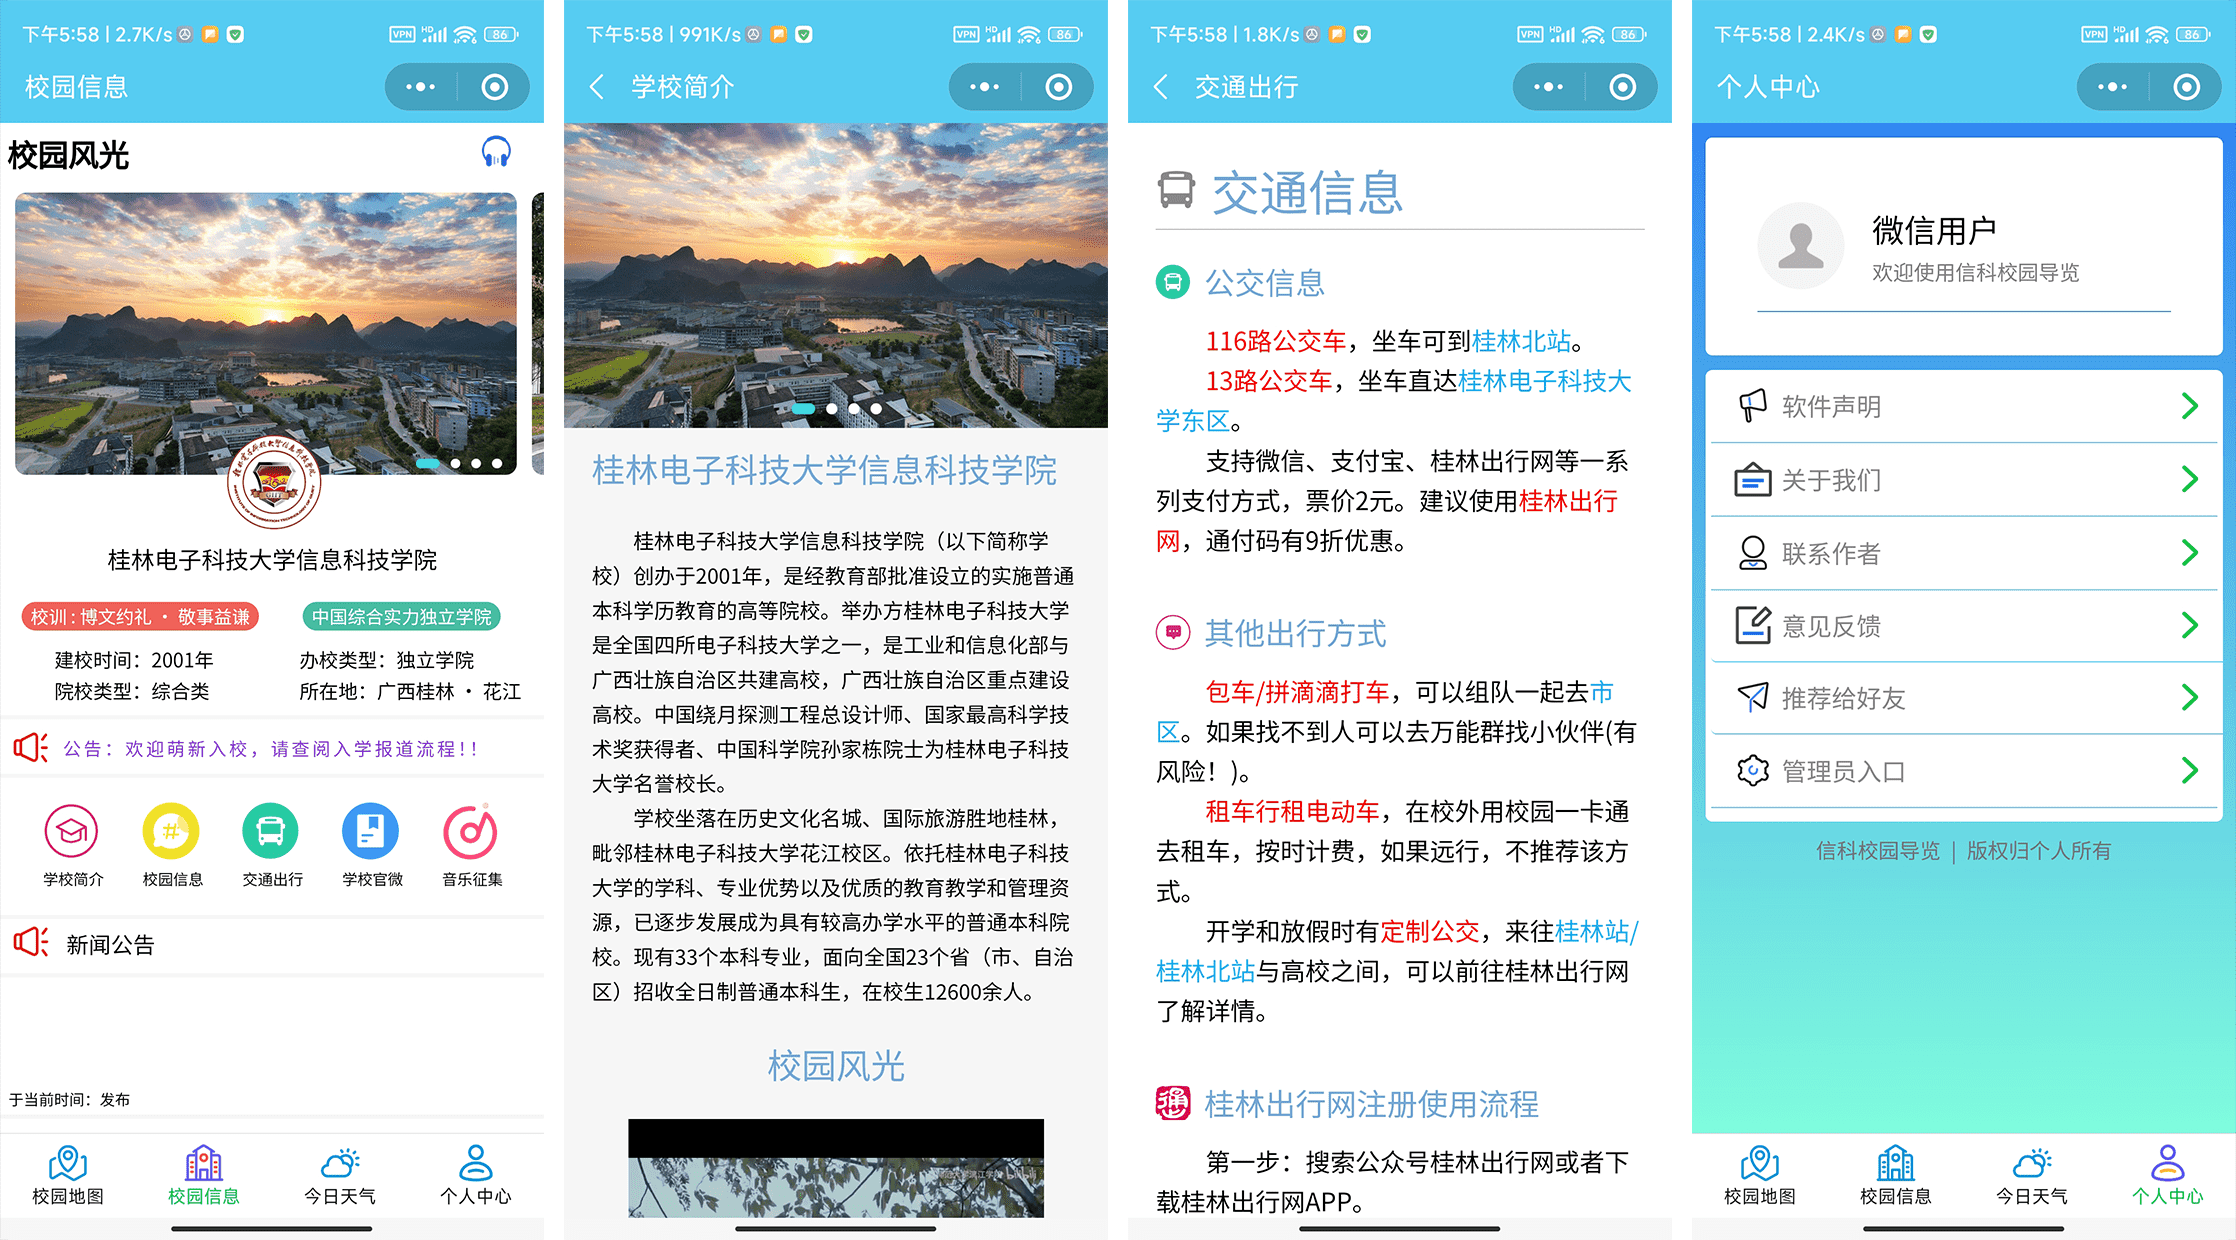 下午5:58 | 2.7K/s
VPN HD 86
校园信息
校园风光
桂林电子科技大学信息科技学院
校训 : 博文约礼 · 敬事益谦
中国综合实力独立学院
建校时间：2001年
办校类型：独立学院
院校类型：综合类
所在地：广西桂林 · 花江
公告：欢迎萌新入校，请查阅入学报道流程！！
学校简介
校园信息
交通出行
学校官微
音乐征集
新闻公告
于当前时间：发布
校园地图
校园信息
今日天气
个人中心
下午5:58 | 991K/s
VPN HD 86
学校简介
桂林电子科技大学信息科技学院
桂林电子科技大学信息科技学院（以下简称学
校）创办于2001年，是经教育部批准设立的实施普通
本科学历教育的高等院校。举办方桂林电子科技大学
是全国四所电子科技大学之一，是工业和信息化部与
广西壮族自治区共建高校，广西壮族自治区重点建设
高校。中国绕月探测工程总设计师、国家最高科学技
术奖获得者、中国科学院孙家栋院士为桂林电子科技
大学名誉校长。
学校坐落在历史文化名城、国际旅游胜地桂林，
毗邻桂林电子科技大学花江校区。依托桂林电子科技
大学的学科、专业优势以及优质的教育教学和管理资
源，已逐步发展成为具有较高办学水平的普通本科院
校。现有33个本科专业，面向全国23个省（市、自治
区）招收全日制普通本科生，在校生12600余人。
校园风光
下午5:58 | 1.8K/s
VPN HD 86
交通出行
交通信息
公交信息
116路公交车，坐车可到桂林北站。
13路公交车，坐车直达桂林电子科技大
学东区。
支持微信、支付宝、桂林出行网等一系
列支付方式，票价2元。建议使用桂林出行
网，通付码有9折优惠。
其他出行方式
包车/拼滴滴打车，可以组队一起去市
区。如果找不到人可以去万能群找小伙伴(有
风险！)。
租车行租电动车，在校外用校园一卡通
去租车，按时计费，如果远行，不推荐该方
式。
开学和放假时有定制公交，来往桂林站/
桂林北站与高校之间，可以前往桂林出行网
了解详情。
桂林出行网注册使用流程
第一步：搜索公众号桂林出行网或者下
载桂林出行网APP。
下午5:58 | 2.4K/s
VPN HD 86
个人中心
微信用户
欢迎使用信科校园导览
软件声明
关于我们
联系作者
意见反馈
推荐给好友
管理员入口
信科校园导览 | 版权归个人所有
校园地图
校园信息
今日天气
个人中心